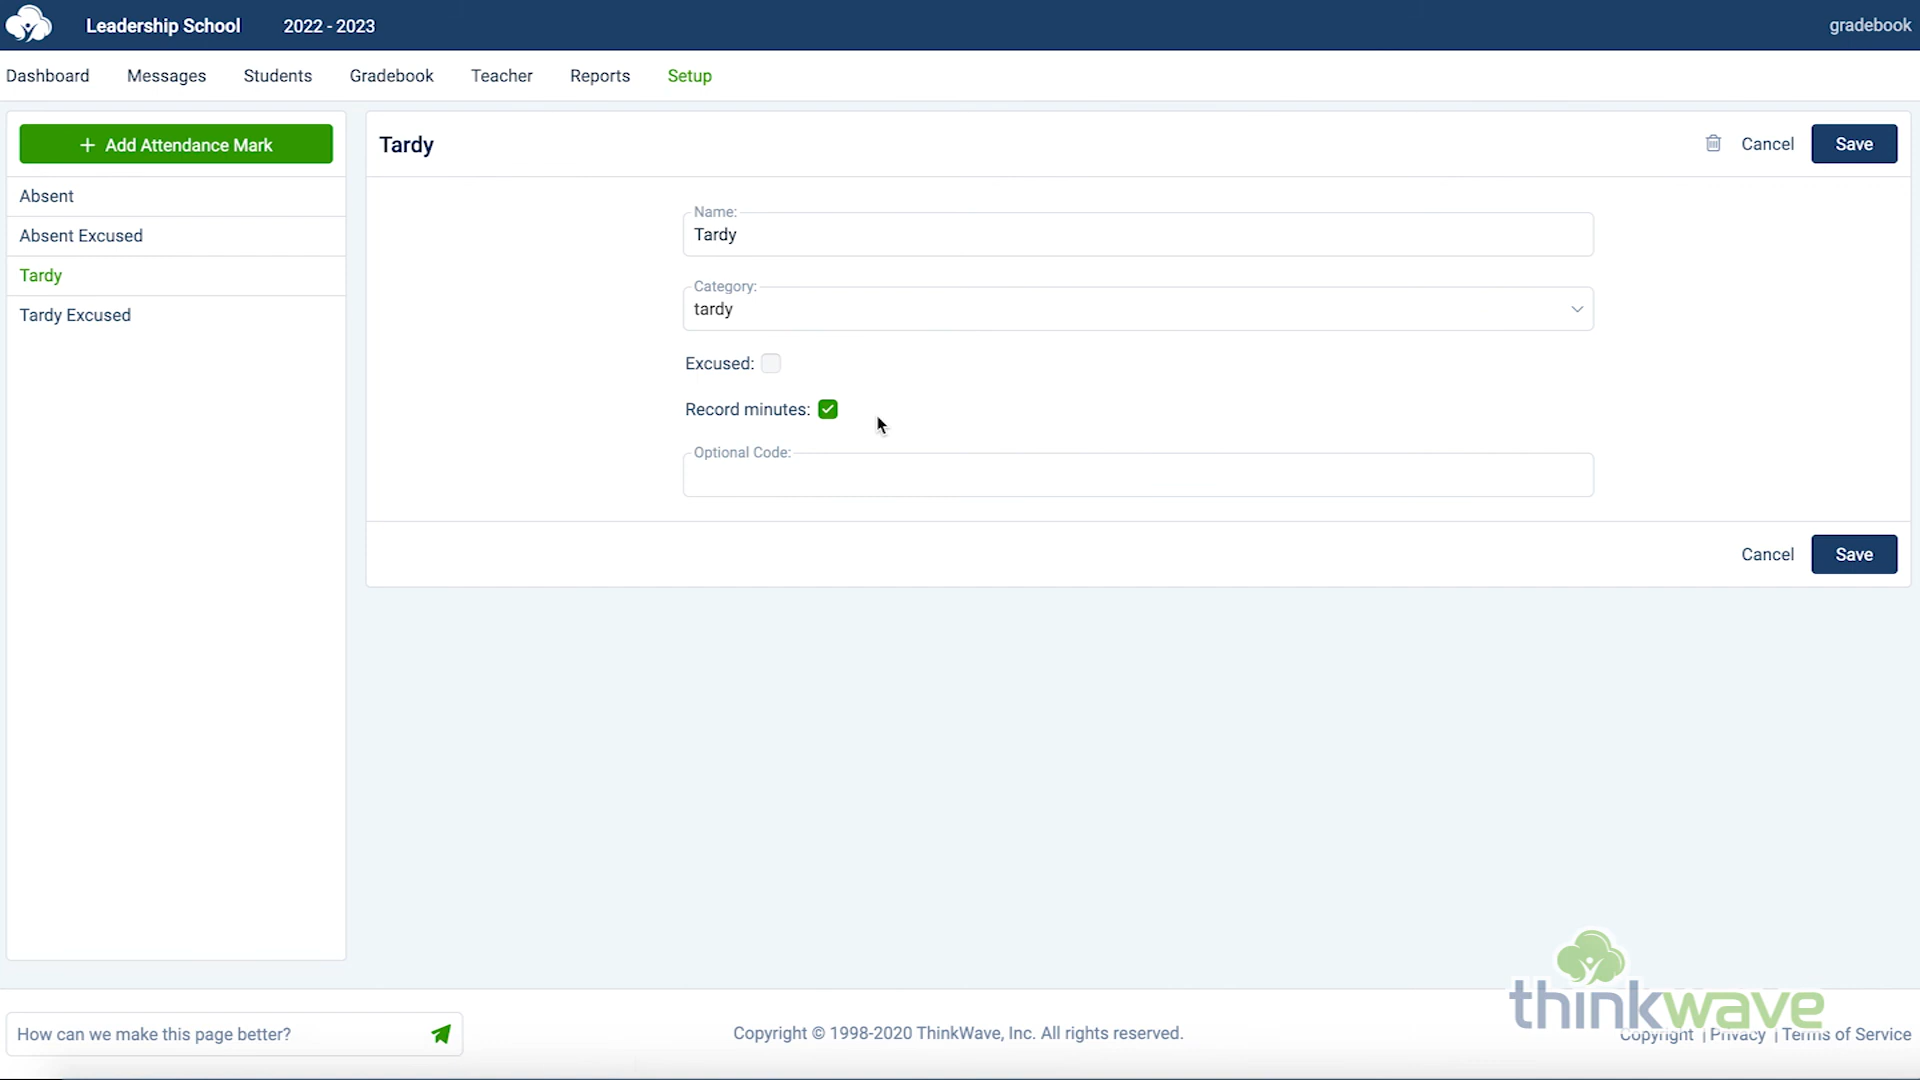 Leadership School 2022 - 2023 gradebook
Dashboard Messages Students Gradebook Teacher Reports Setup
+ Add Attendance Mark
Absent
Absent Excused
Tardy
Tardy Excused
Tardy Cancel Save
Name:
Tardy
Category:
tardy
Excused:
Record minutes:
Optional Code:
Cancel Save
thinkwave
How can we make this page better? Copyright © 1998-2020 ThinkWave, Inc. All rights reserved. Copyright | Privacy | Terms of Service